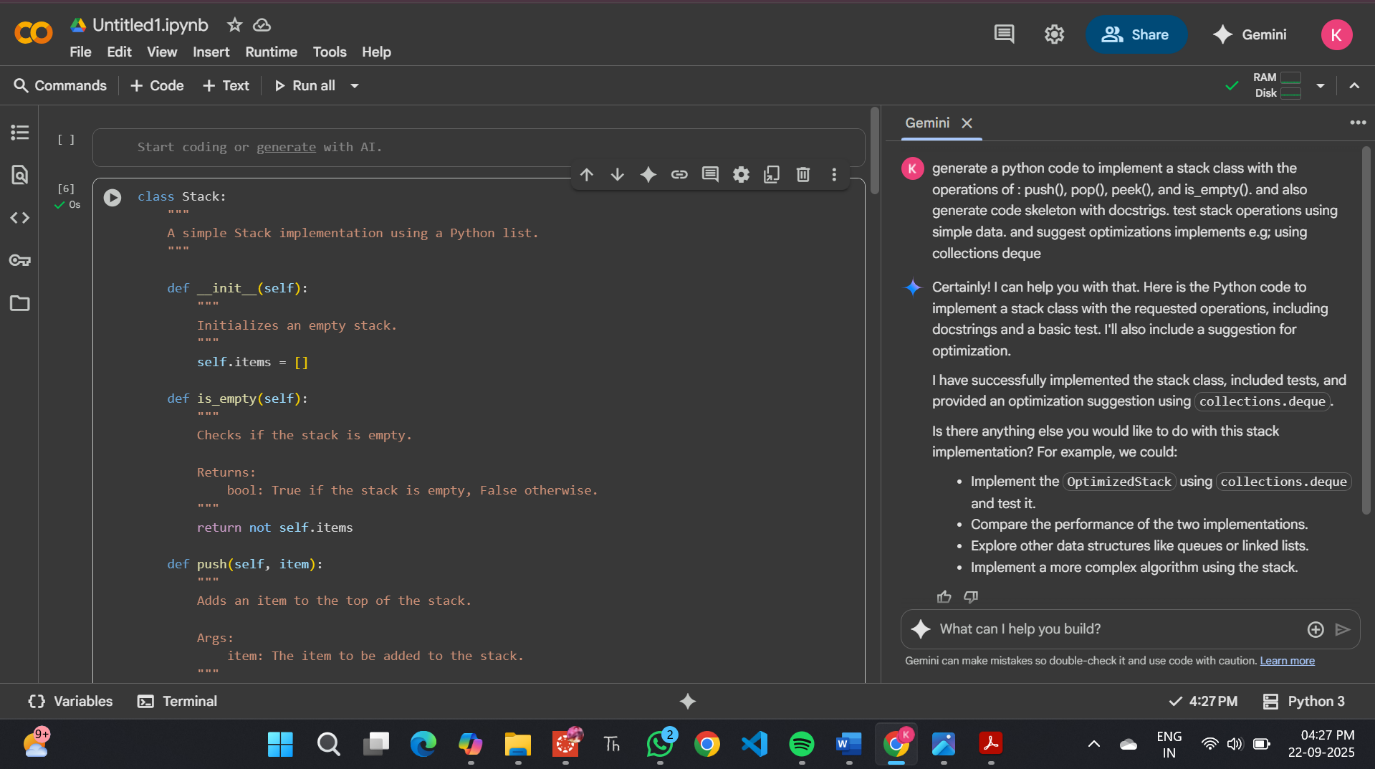 Untitled1.ipynb
File Edit View Insert Runtime Tools Help
Share
Gemini
K
Commands + Code + Text Run all
RAM
Disk
[ ]
Start coding or generate with AI.
[6]
0s
class Stack:
"""
A simple Stack implementation using a Python list.
"""
def __init__(self):
"""
Initializes an empty stack.
"""
self.items = []
def is_empty(self):
"""
Checks if the stack is empty.
Returns:
bool: True if the stack is empty, False otherwise.
"""
return not self.items
def push(self, item):
"""
Adds an item to the top of the stack.
Args:
item: The item to be added to the stack.
"""
Gemini
K
generate a python code to implement a stack class with the
operations of : push(), pop(), peek(), and is_empty(). and also
generate code skeleton with docstrigs. test stack operations using
simple data. and suggest optimizations implements e.g; using
collections deque
Certainly! I can help you with that. Here is the Python code to
implement a stack class with the requested operations, including
docstrings and a basic test. I'll also include a suggestion for
optimization.
I have successfully implemented the stack class, included tests, and
provided an optimization suggestion using collections.deque.
Is there anything else you would like to do with this stack
implementation? For example, we could:
• Implement the OptimizedStack using collections.deque
and test it.
• Compare the performance of the two implementations.
• Explore other data structures like queues or linked lists.
• Implement a more complex algorithm using the stack.
What can I help you build?
Gemini can make mistakes so double-check it and use code with caution. Learn more
{} Variables Terminal
4:27 PM Python 3
9+
Th
2
K
ENG
IN
04:27 PM
22-09-2025